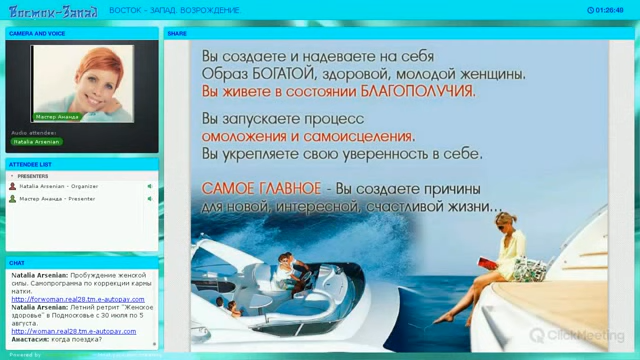 Восток-Запад
ВОСТОК - ЗАПАД. ВОЗРОЖДЕНИЕ.
01:26:49
CAMERA AND VOICE
SHARE
Мастер Ананда
Audio attendee:
Natalia Arsenian
ATTENDEE LIST
PRESENTERS
Natalia Arsenian - Organizer
Мастер Ананда - Presenter
CHAT
Natalia Arsenian: Пробуждение женской
силы. Самопрограмма по коррекции кармы
матки.
http://forwoman.real28.tm.e-autopay.com
Natalia Arsenian: Летний ретрит "Женское
здоровье" в Подмосковье с 30 июля по 5
августа.
http://woman.real28.tm.e-autopay.com
Анастасия: когда поездка?
Powered by
Вы создаете и надеваете на себя
Образ БОГАТОЙ, здоровой, молодой женщины.
Вы живете в состоянии БЛАГОПОЛУЧИЯ.
Вы запускаете процесс
омоложения и самоисцеления.
Вы укрепляете свою уверенность в себе.
САМОЕ ГЛАВНОЕ - Вы создаете причины
для новой, интересной, счастливой жизни...
ClickMeeting